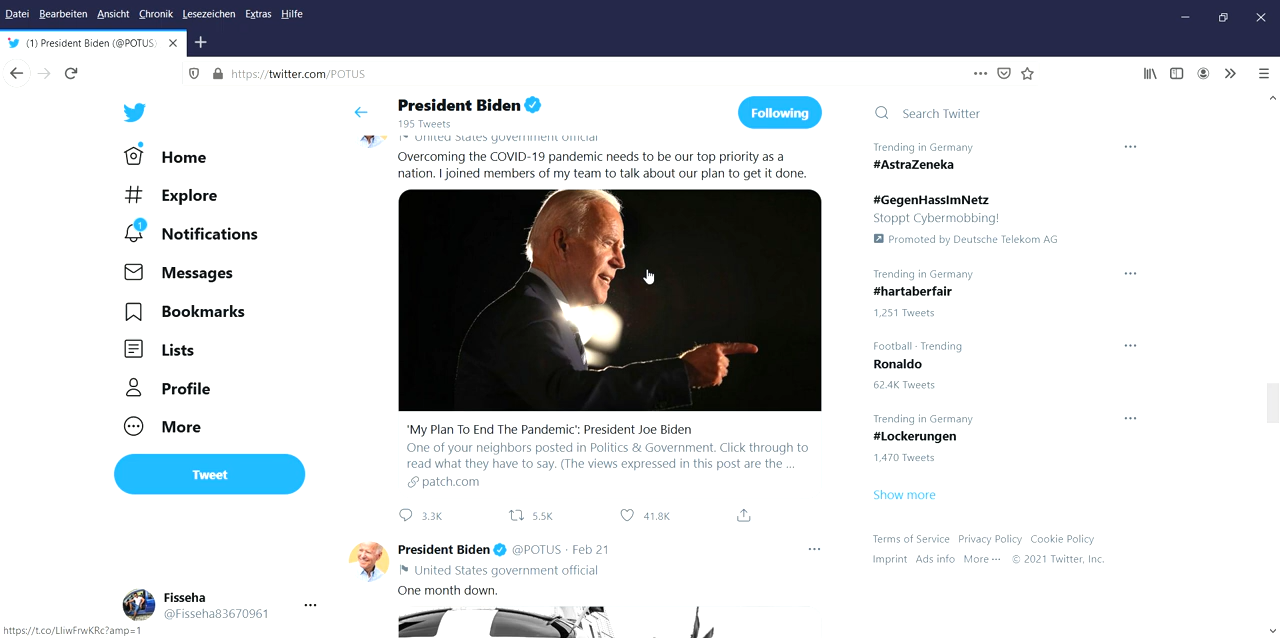 Datei Bearbeiten Ansicht Chronik Lesezeichen Extras Hilfe
(1) President Biden (@POTUS)
https://twitter.com/POTUS
Home
Explore
1
Notifications
Messages
Bookmarks
Lists
Profile
More
Tweet
Fisseha
@Fisseha83670961
https://t.co/LIiwFrwKRc?amp=1
President Biden
195 Tweets
Following
United States government official
Overcoming the COVID-19 pandemic needs to be our top priority as a
nation. I joined members of my team to talk about our plan to get it done.
'My Plan To End The Pandemic': President Joe Biden
One of your neighbors posted in Politics & Government. Click through to
read what they have to say. (The views expressed in this post are the ...
patch.com
3.3K 5.5K 41.8K
President Biden @POTUS · Feb 21
United States government official
One month down.
Search Twitter
Trending in Germany
#AstraZeneka
#GegenHassImNetz
Stoppt Cybermobbing!
Promoted by Deutsche Telekom AG
Trending in Germany
#hartaberfair
1,251 Tweets
Football · Trending
Ronaldo
62.4K Tweets
Trending in Germany
#Lockerungen
1,470 Tweets
Show more
Terms of Service Privacy Policy Cookie Policy
Imprint Ads info More ··· © 2021 Twitter, Inc.